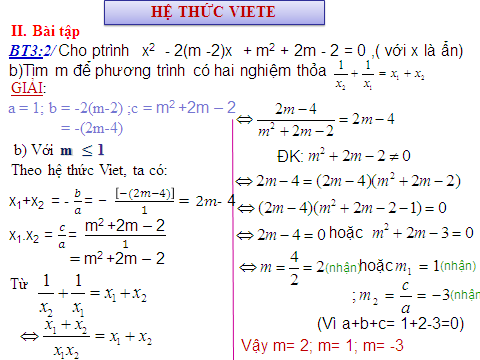 HỆ THỨC VIETE
II. Bài tập
BT3:2/ Cho ptrình x² - 2(m -2)x + m² + 2m - 2 = 0 ,( với x là ẩn)
b)Tìm m để phương trình có hai nghiệm thỏa 1/x₂ + 1/x₁ = x₁ + x₂
GIẢI:
a = 1; b = -2(m-2) ;c = m² +2m – 2
= -(2m-4)
b) Với m ≤ 1
Theo hệ thức Viet, ta có:
x₁+x₂ = - b/a = – [–(2m–4)]/1 = 2m- 4
x₁.x₂ = c/a = m² +2m – 2/1
= m² +2m – 2
Từ 1/x₂ + 1/x₁ = x₁ + x₂
⇔ x₁ + x₂/x₁x₂ = x₁ + x₂
⇔ 2m – 4/m² + 2m – 2 = 2m – 4
ĐK: m² + 2m – 2 ≠ 0
⇔ 2m – 4 = (2m – 4)(m² + 2m – 2)
⇔ (2m – 4)(m² + 2m – 2 – 1) = 0
⇔ 2m – 4 = 0 hoặc m² + 2m – 3 = 0
⇔ m = 4/2 = 2(nhận) hoặc m₁ = 1(nhận)
; m₂ = c/a = –3(nhận)
(Vì a+b+c= 1+2-3=0)
Vậy m= 2; m= 1; m= -3